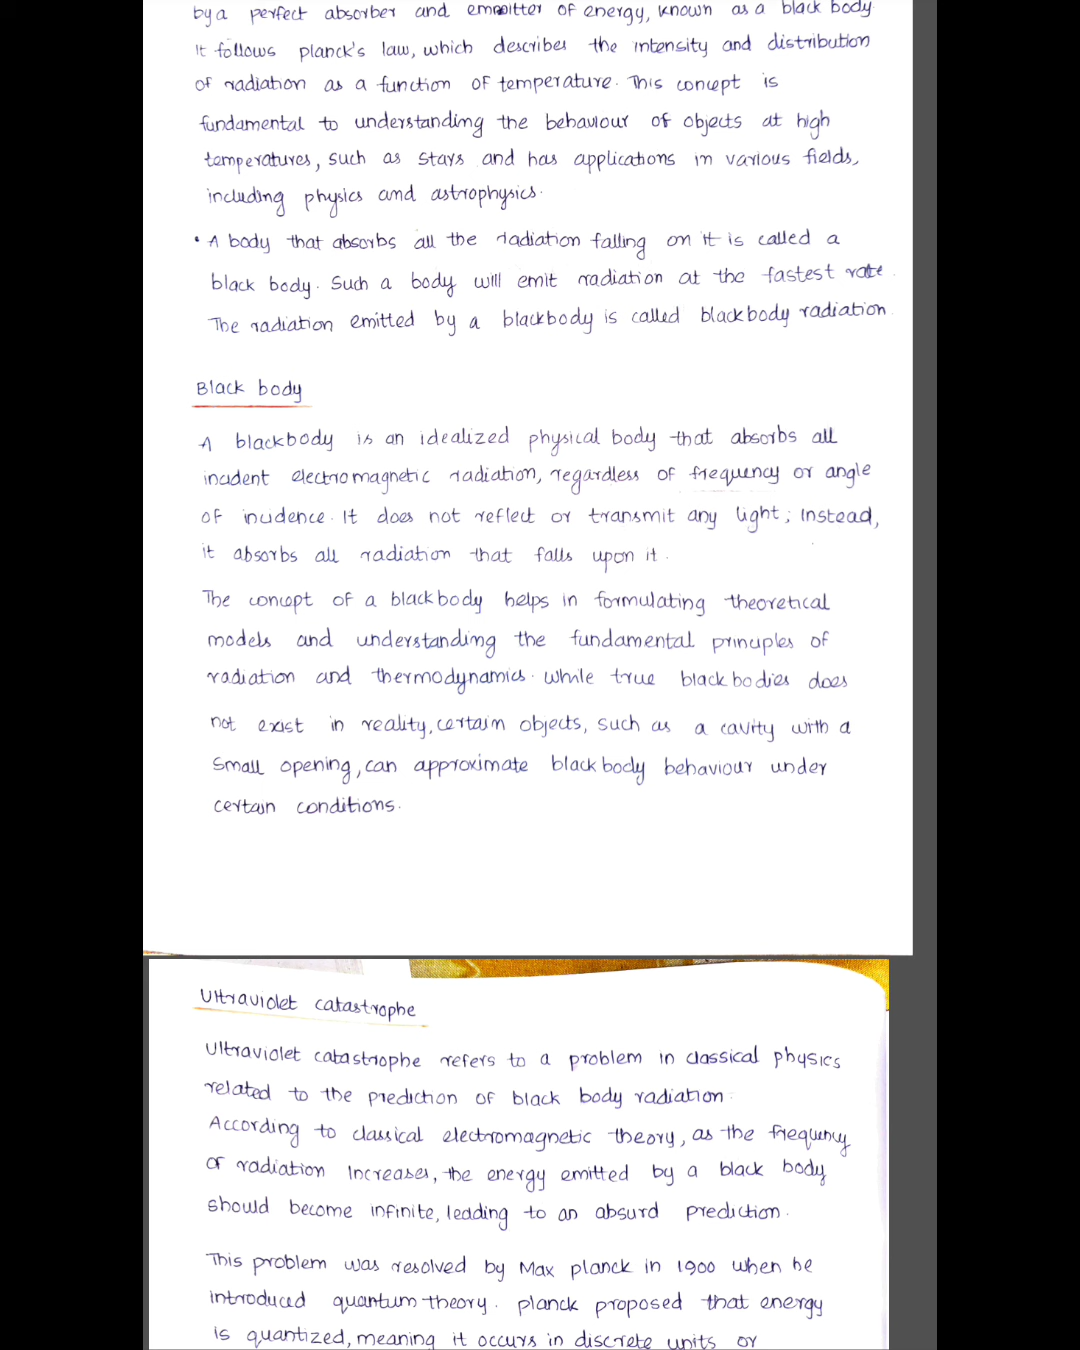 by a perfect absorber and emmitter of energy, known as a black body
It follows planck's law, which describes the intensity and distribution
of radiation as a function of temperature. This concept is
fundamental to understanding the behaviour of objects at high
temperatures, such as stars and has applications in various fields,
including physics and astrophysics.
• A body that absorbs all the radiation falling on it is called a
black body. Such a body will emit radiation at the fastest rate.
The radiation emitted by a blackbody is called blackbody radiation.
Black body
A blackbody is an idealized physical body that absorbs all
incident electromagnetic radiation, regardless of frequency or angle
of incidence. It does not reflect or transmit any light; instead,
it absorbs all radiation that falls upon it.
The concept of a blackbody helps in formulating theoretical
models and understanding the fundamental principles of
radiation and thermodynamics. While true blackbodies does
not exist in reality, certain objects, such as a cavity with a
small opening, can approximate blackbody behaviour under
certain conditions.
Ultraviolet catastrophe
Ultraviolet catastrophe refers to a problem in classical physics
related to the prediction of black body radiation.
According to classical electromagnetic theory, as the frequency
of radiation increases, the energy emitted by a black body
should become infinite, leading to an absurd prediction.
This problem was resolved by Max planck in 1900 when he
introduced quantum theory. planck proposed that energy
is quantized, meaning it occurs in discrete units or